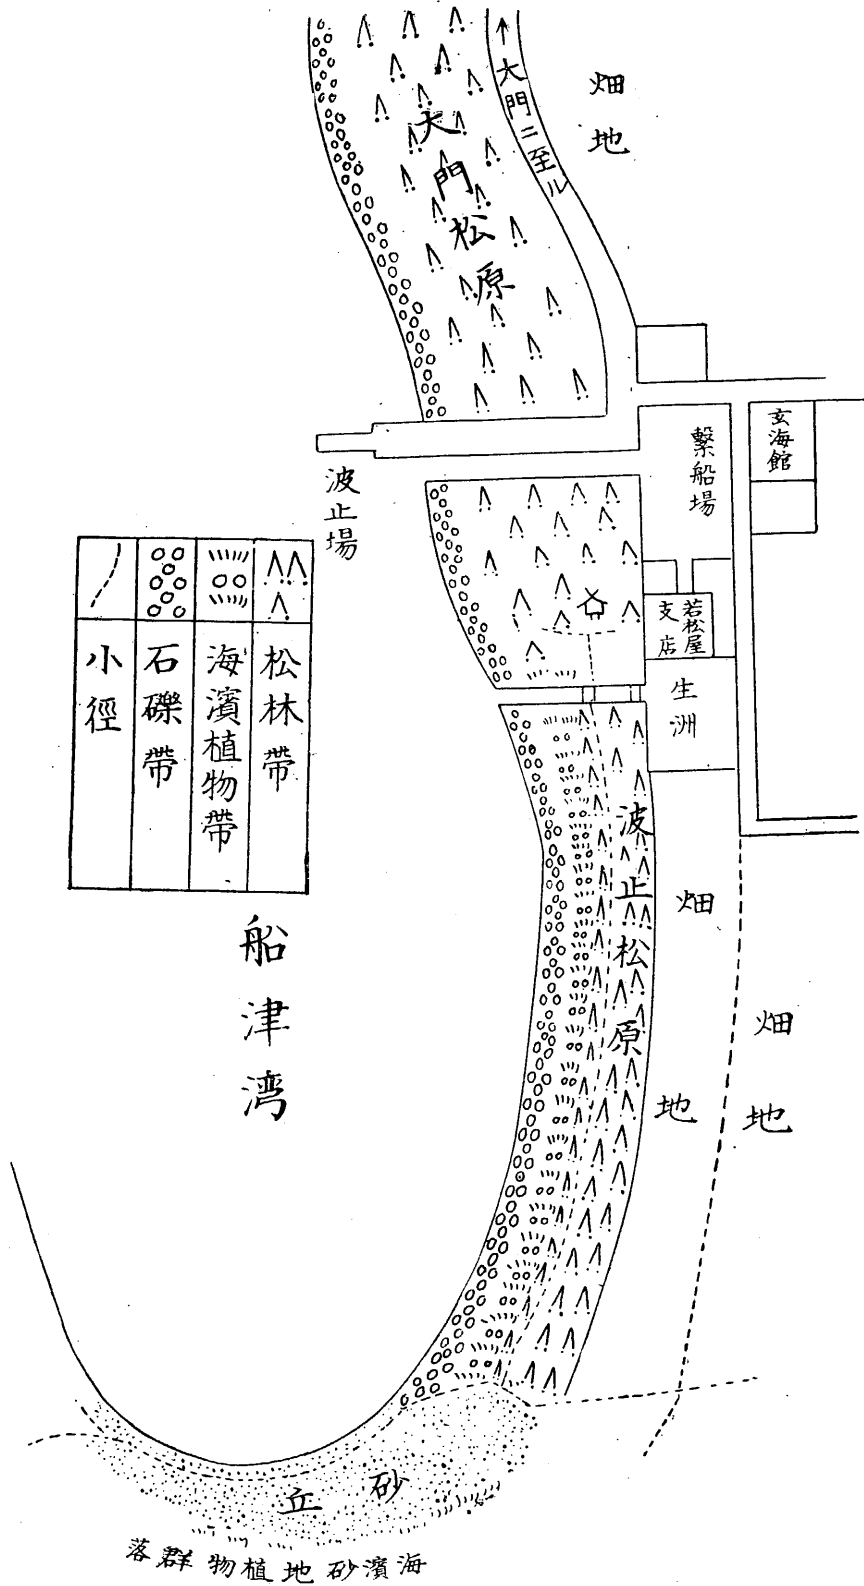 大門ニ至ル
畑地
大門松原
玄海館
繋船場
波止場
若松屋
支店
生洲
松林帶
海濱植物帶
石礫帶
小徑
波止松原
畑地
畑地
船津湾
砂丘
海濱砂地植物群落